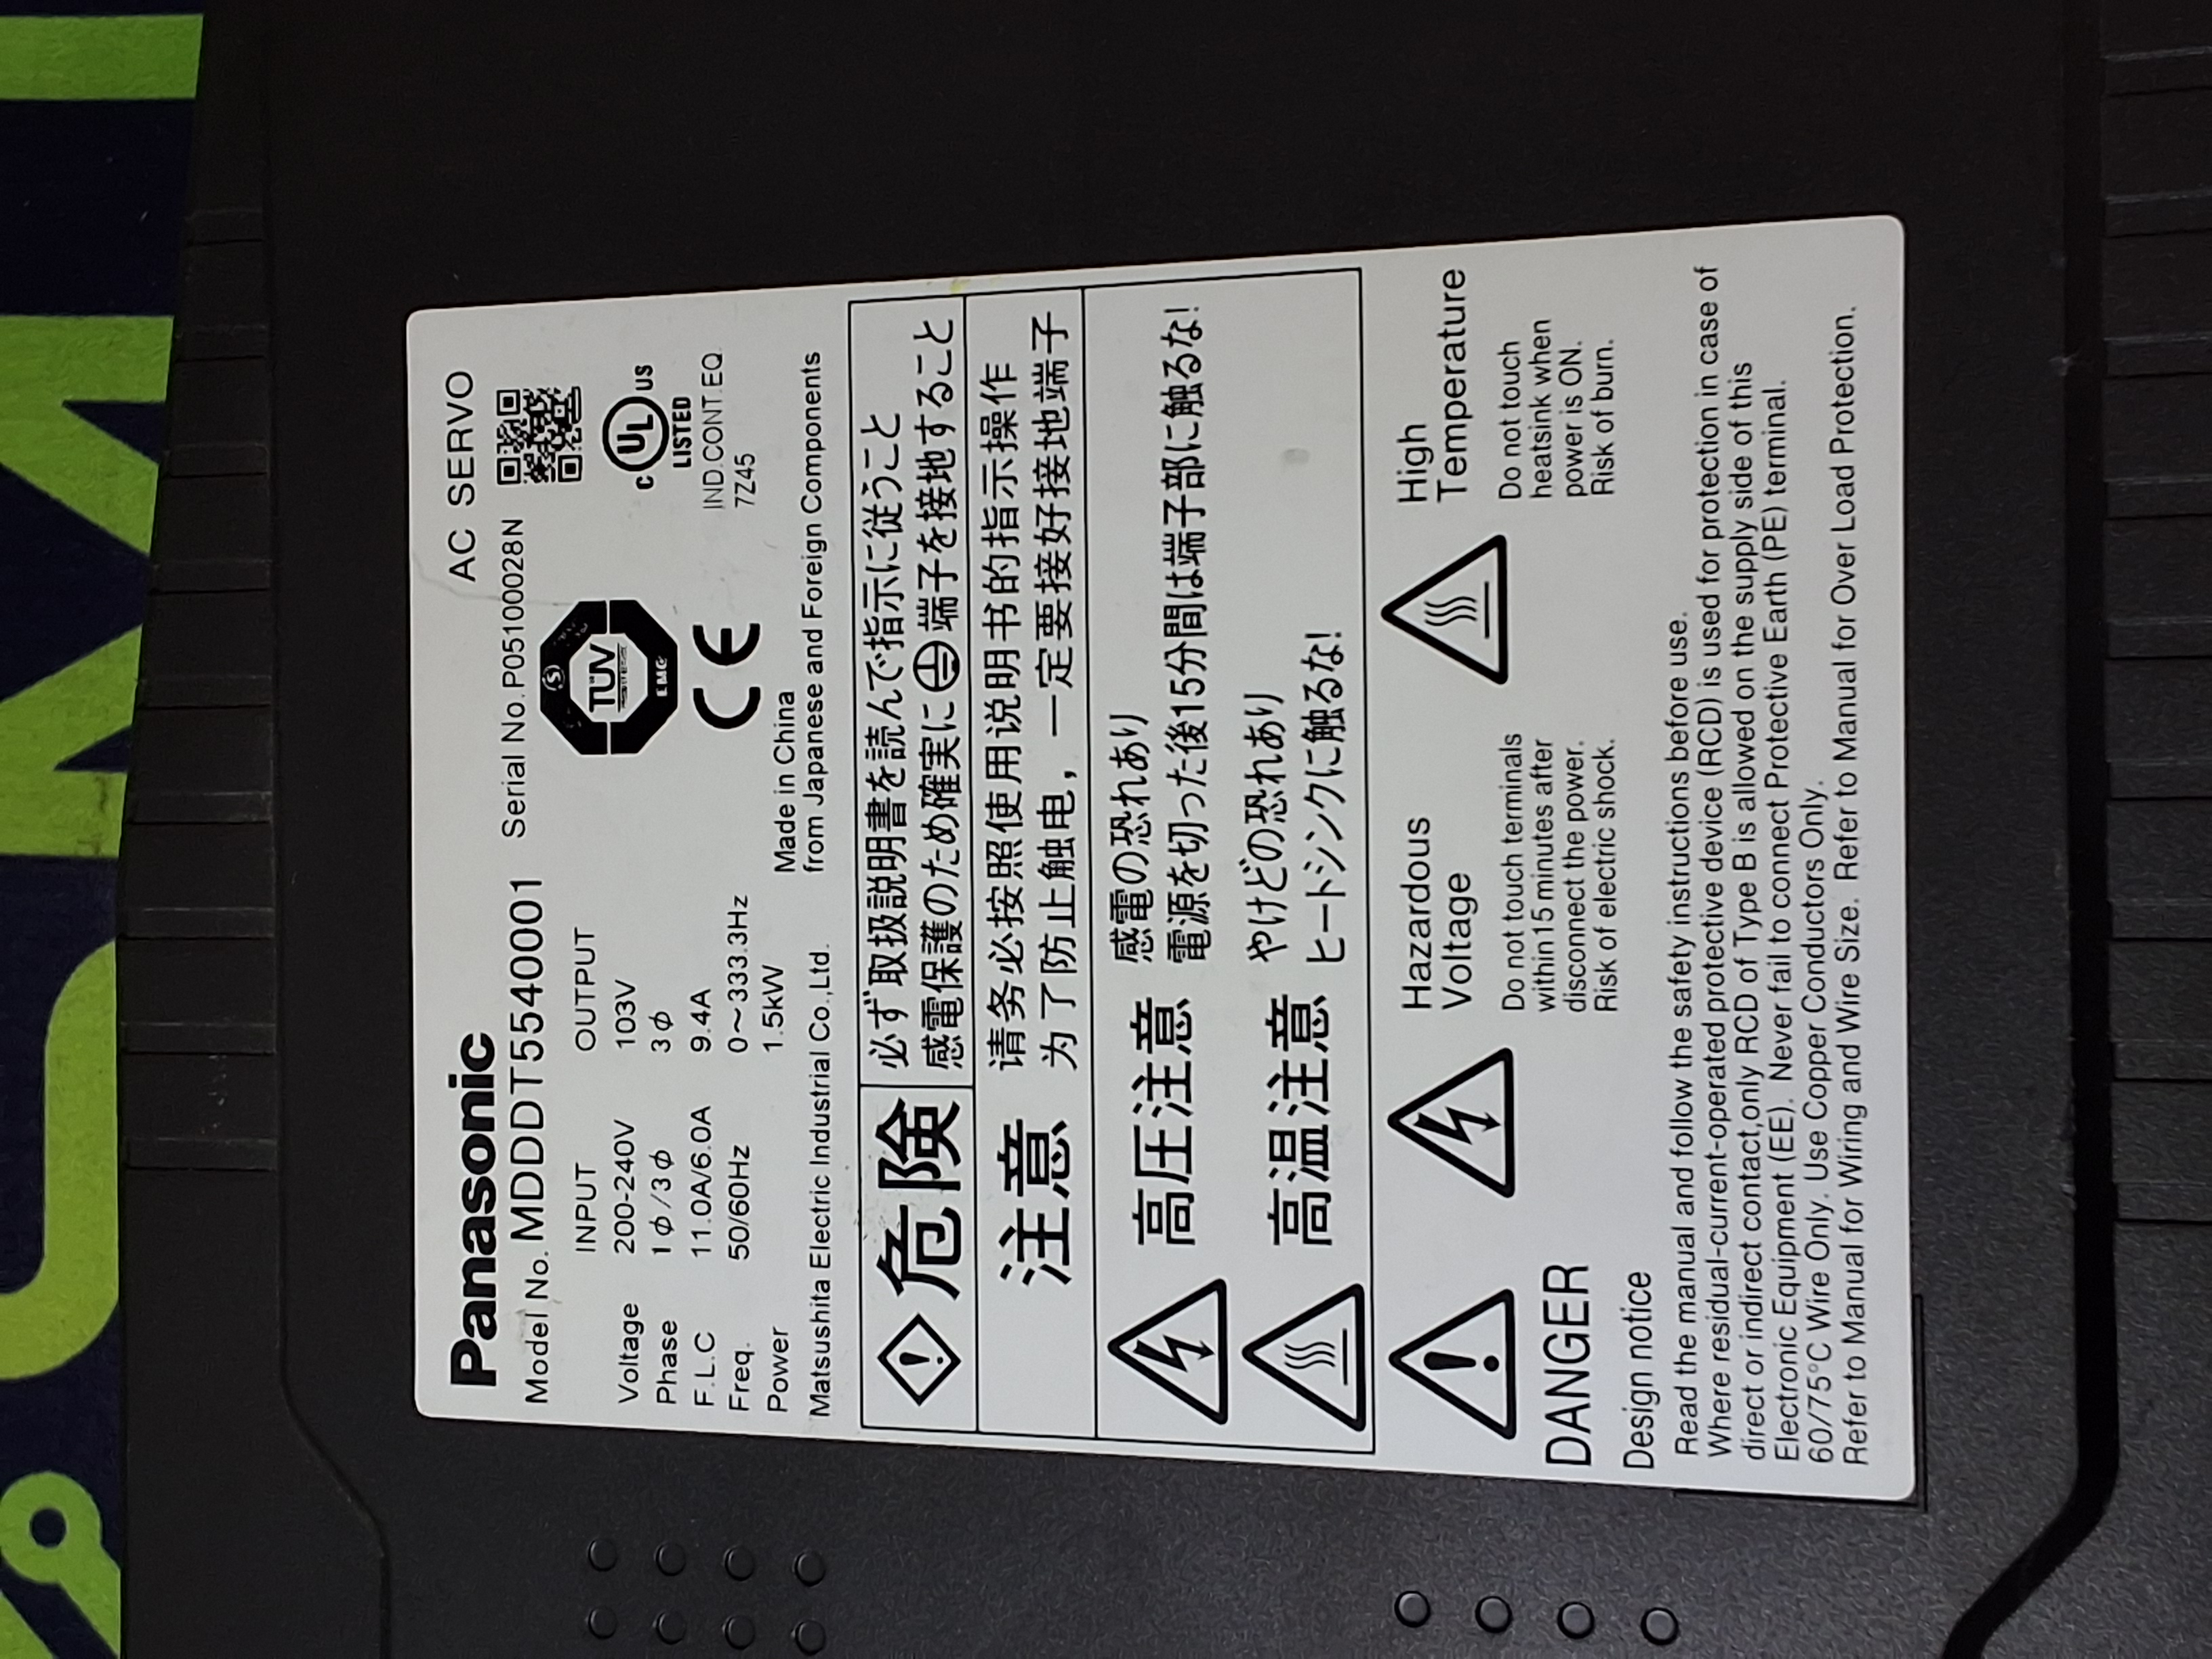 Panasonic AC SERVO
Model No. MDDDT5540001 Serial No. P05100028N
INPUT OUTPUT
Voltage 200-240V 103V
Phase 1ϕ/3ϕ 3ϕ
F.L.C 11.0A/6.0A 9.4A
Freq. 50/60Hz 0～333.3Hz
Power 1.5kW
TÜV
EMC
CE
C UL US
LISTED
IND.CONT.EQ.
7Z45
Made in China
Matsushita Electric Industrial Co.,Ltd. from Japanese and Foreign Components
危険
必ず取扱説明書を読んで指示に従うこと
感電保護のため確実に端子を接地すること
注意
请务必按照使用说明书的指示操作
为了防止触电，一定要接好接地端子
高圧注意
感電の恐れあり
電源を切った後15分間は端子部に触るな!
高温注意
やけどの恐れあり
ヒートシンクに触るな!
DANGER
Hazardous
Voltage
Do not touch terminals
within 15 minutes after
disconnect the power.
Risk of electric shock.
High
Temperature
Do not touch
heatsink when
power is ON.
Risk of burn.
Design notice
Read the manual and follow the safety instructions before use.
Where residual-current-operated protective device (RCD) is used for protection in case of
direct or indirect contact,only RCD of Type B is allowed on the supply side of this
Electronic Equipment (EE). Never fail to connect Protective Earth (PE) terminal.
60/75°C Wire Only. Use Copper Conductors Only.
Refer to Manual for Wiring and Wire Size. Refer to Manual for Over Load Protection.